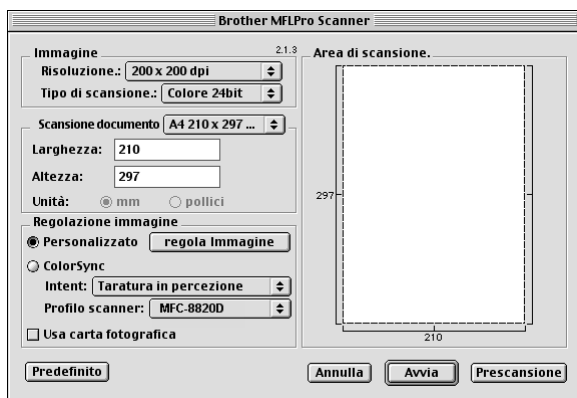 Brother MFLPro Scanner
Immagine
2.1.3
Risoluzione.: 200 x 200 dpi
Tipo di scansione.: Colore 24bit
Scansione documento A4 210 x 297 ...
Larghezza: 210
Altezza: 297
Unità: mm pollici
Regolazione immagine
Personalizzato regola Immagine
ColorSync
Intent: Taratura in percezione
Profilo scanner: MFC-8820D
Usa carta fotografica
Area di scansione.
297
210
Predefinito Annulla Avvia Prescansione